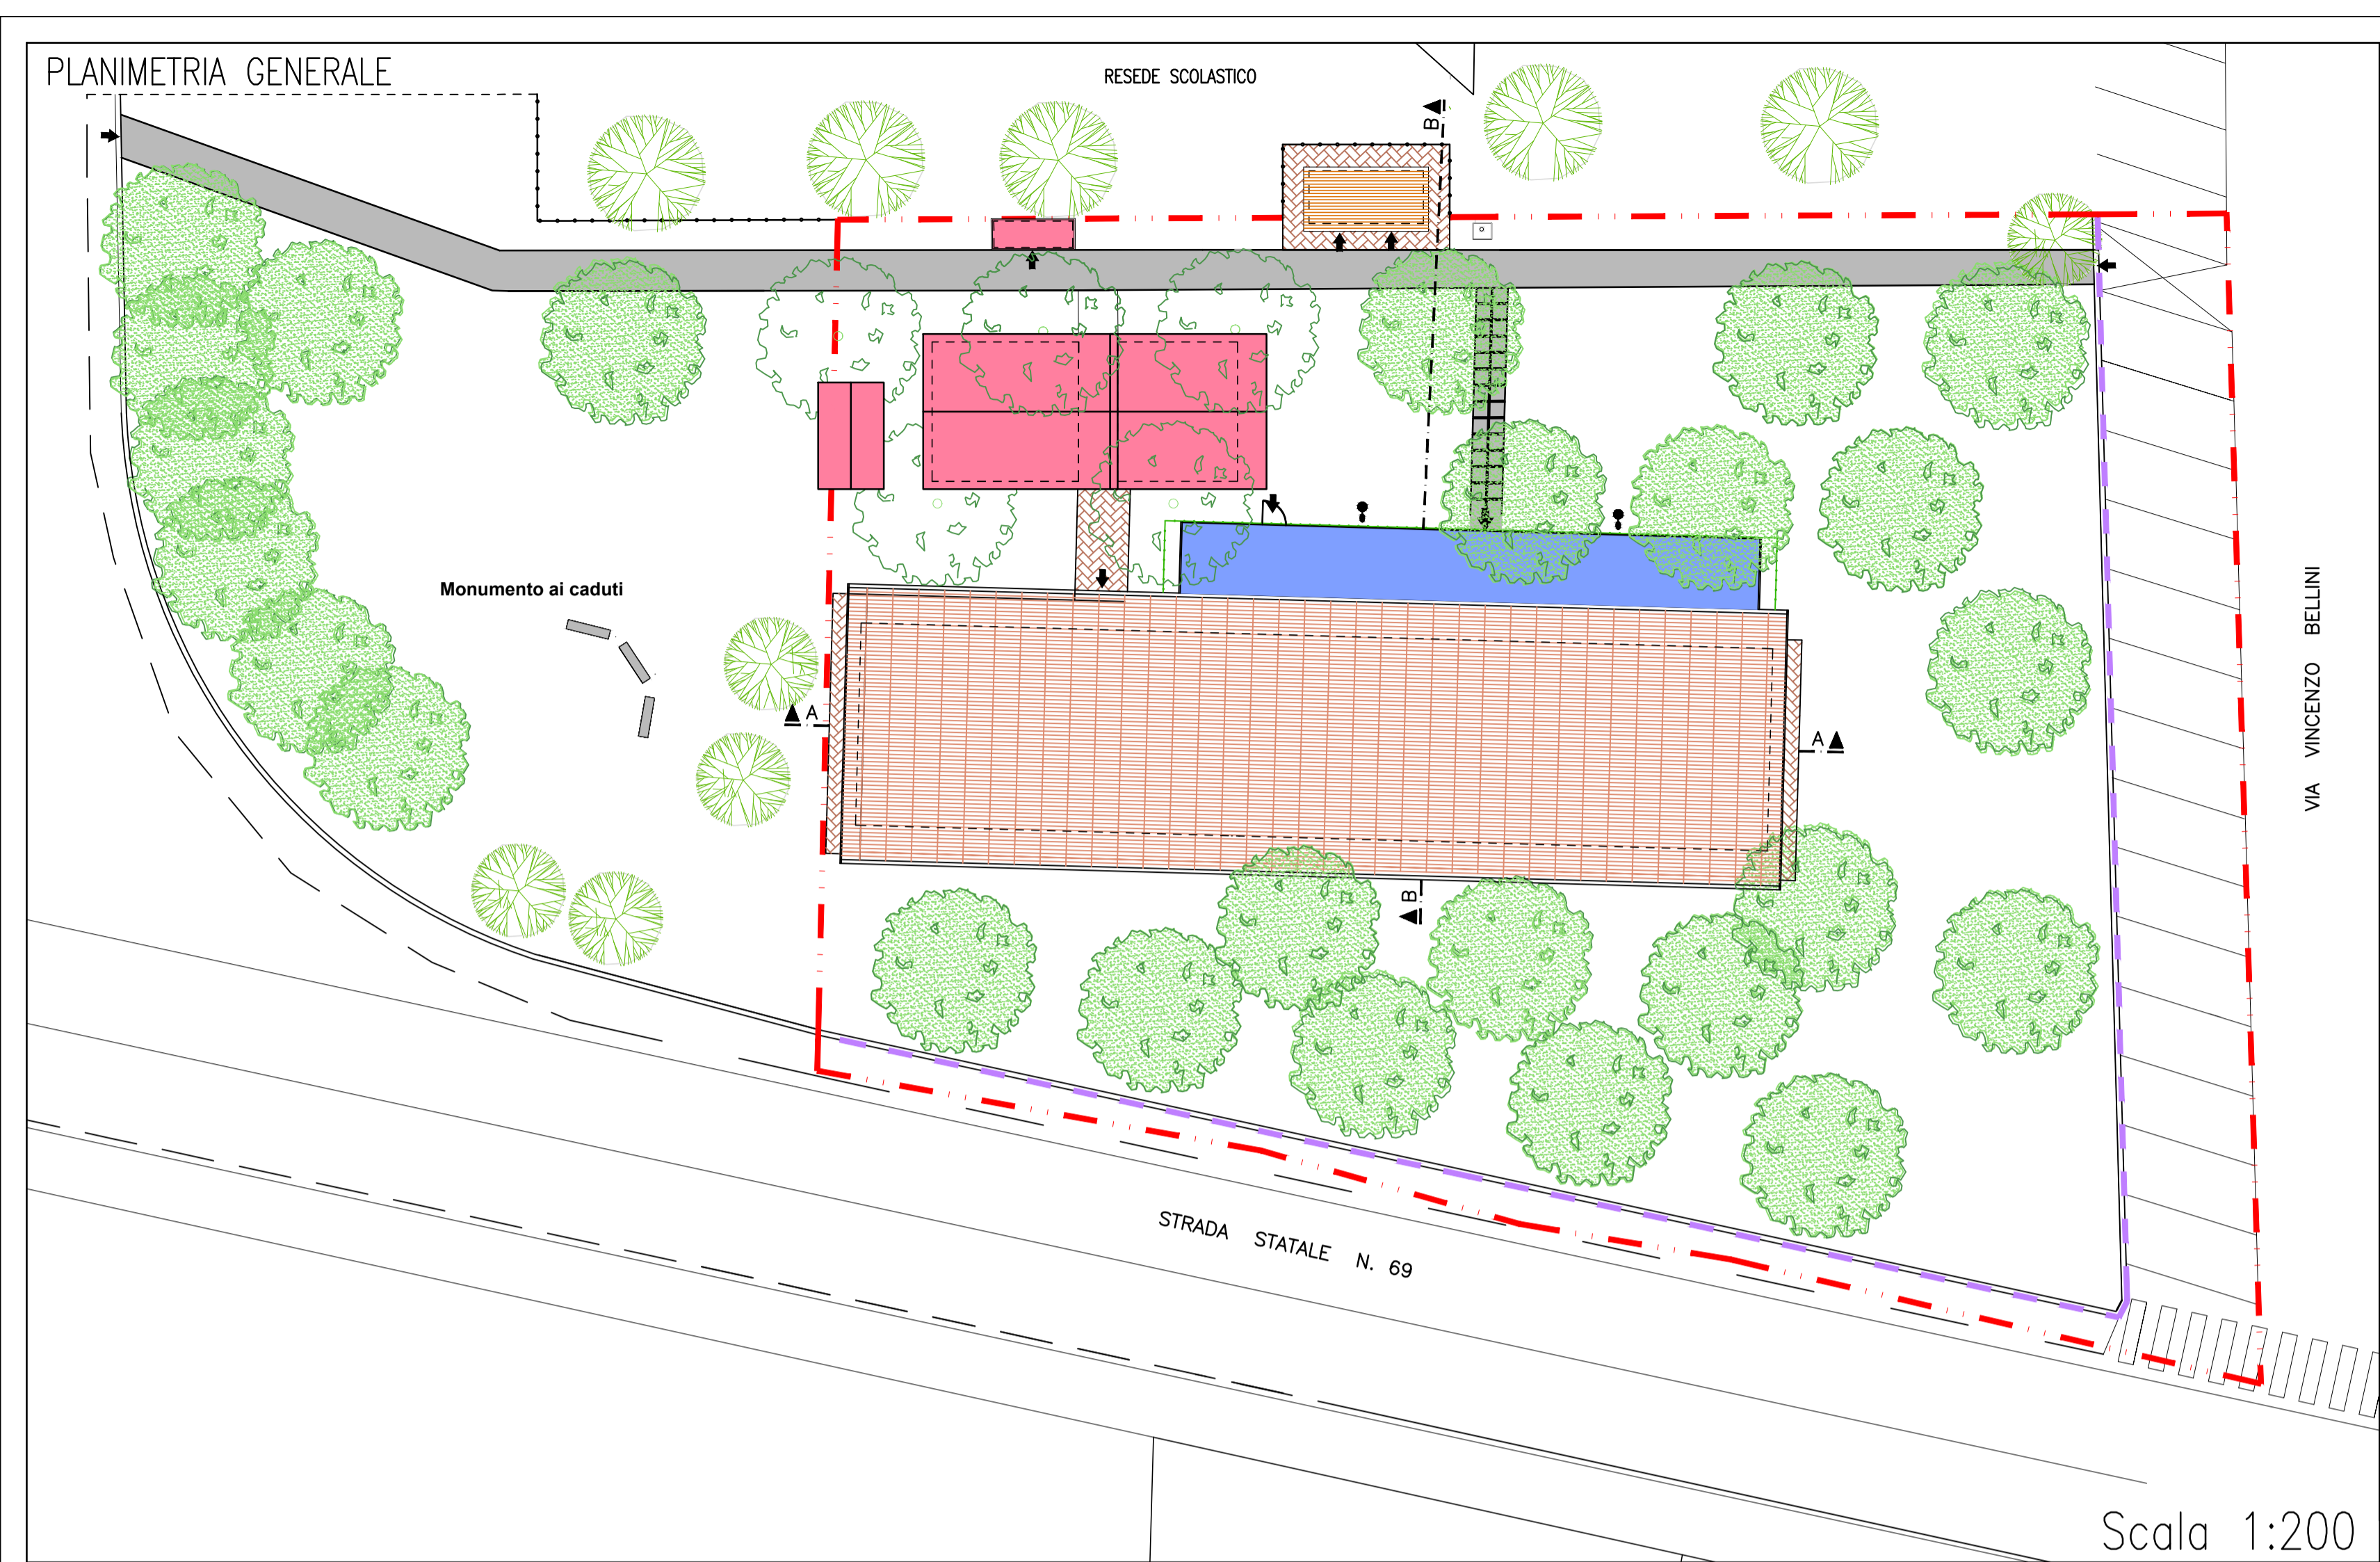 PLANIMETRIA GENERALE
RESEDE SCOLASTICO
B
Monumento ai caduti
VIA VINCENZO BELLINI
A
A
B
STRADA STATALE N. 69
Scala 1:200